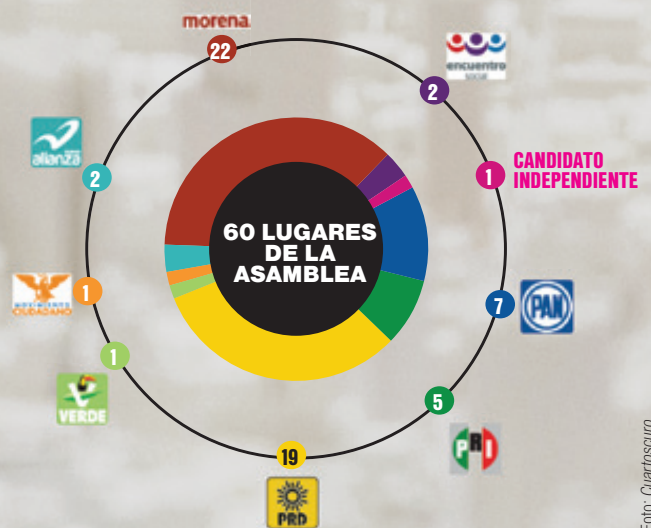 morena
22
encuentro
social
2
CANDIDATO
INDEPENDIENTE
1
alianza
2
60 LUGARES
DE LA
ASAMBLEA
MOVIMIENTO
CIUDADANO
1
PAN
7
1
VERDE
5
PRI
19
PRD
Foto: Cuartoscuro